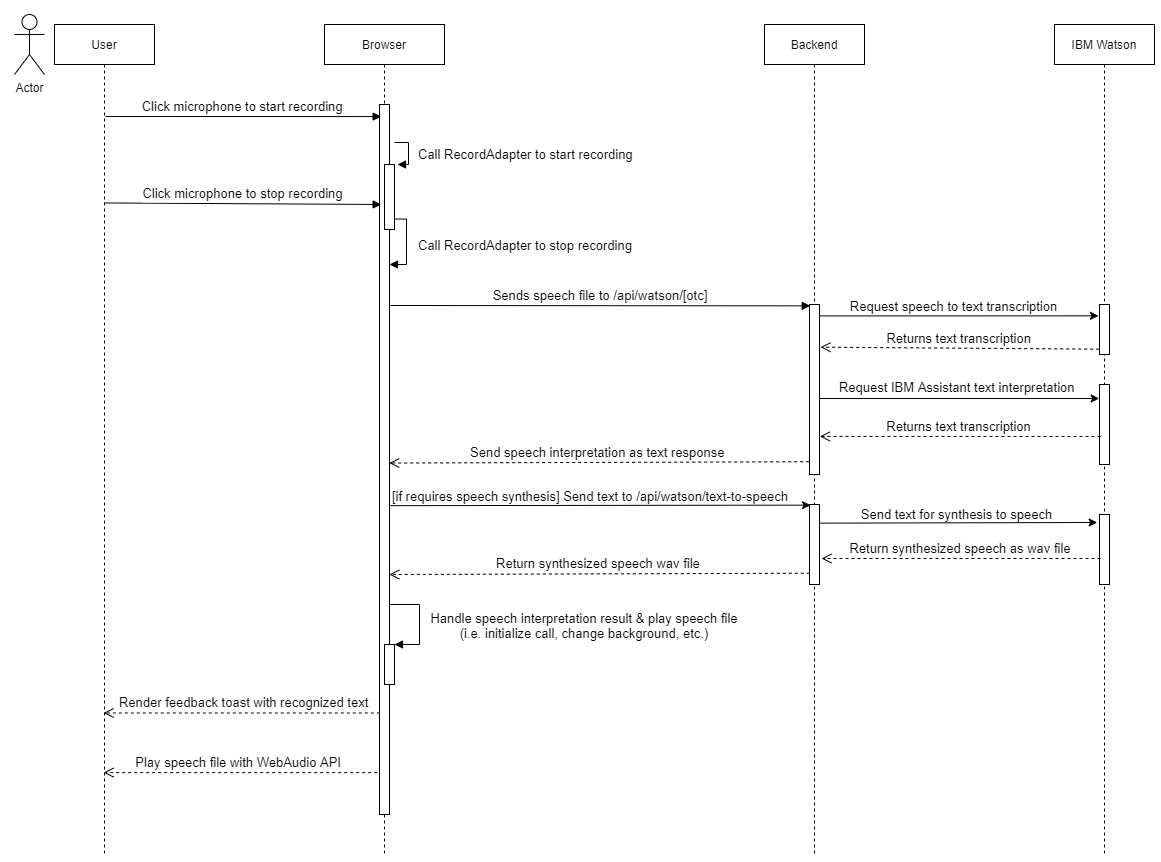 User
Browser
Backend
IBM Watson
Actor
Click microphone to start recording
Call RecordAdapter to start recording
Click microphone to stop recording
Call RecordAdapter to stop recording
Sends speech file to /api/watson/[otc]
Request speech to text transcription
Returns text transcription
Request IBM Assistant text interpretation
Returns text transcription
Send speech interpretation as text response
[if requires speech synthesis] Send text to /api/watson/text-to-speech
Send text for synthesis to speech
Return synthesized speech as wav file
Return synthesized speech wav file
Handle speech interpretation result & play speech file
(i.e. initialize call, change background, etc.)
Render feedback toast with recognized text
Play speech file with WebAudio API